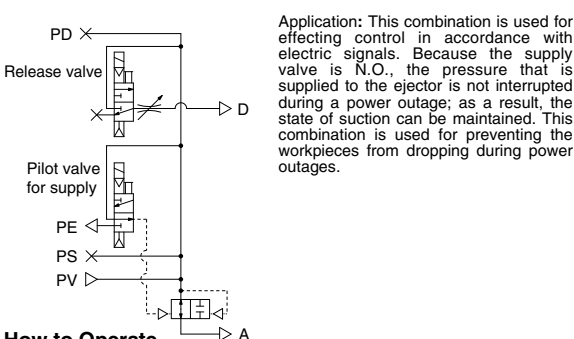 PD
Release valve
D
Pilot valve
for supply
PE
PS
PV
A
How to Operate
Application: This combination is used for
effecting control in accordance with
electric signals. Because the supply
valve is N.O., the pressure that is
supplied to the ejector is not interrupted
during a power outage; as a result, the
state of suction can be maintained. This
combination is used for preventing the
workpieces from dropping during power
outages.